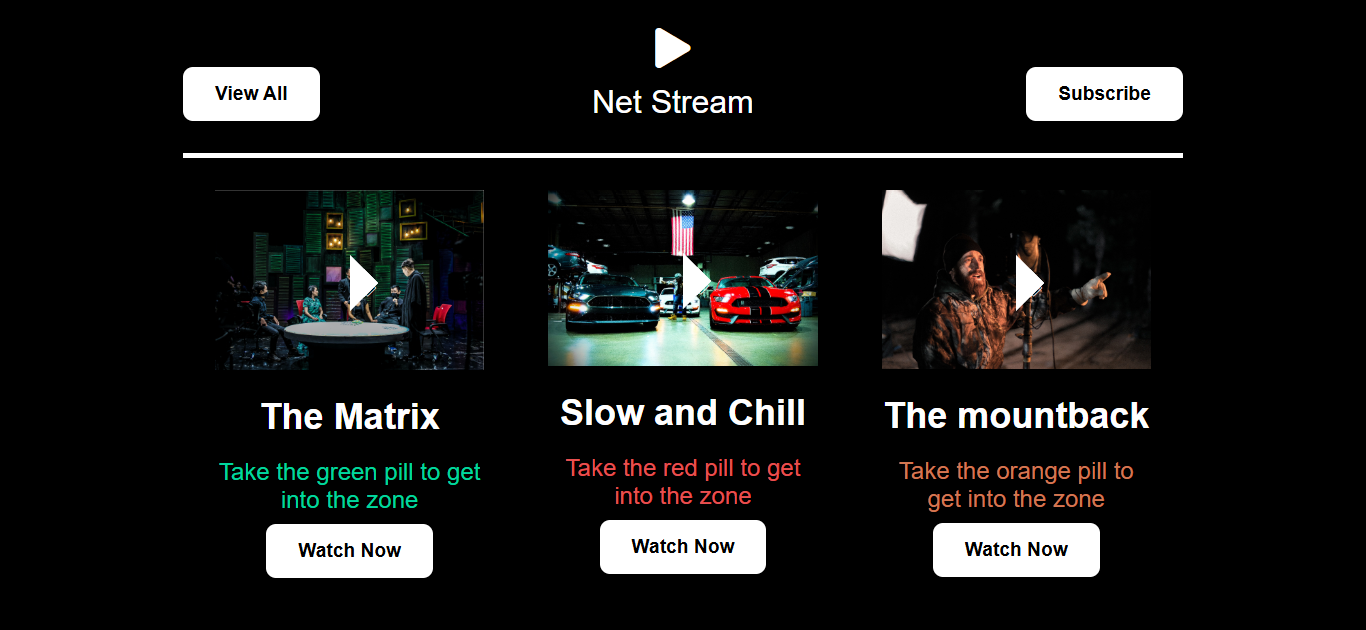 View All
Net Stream
Subscribe
The Matrix
Take the green pill to get
into the zone
Watch Now
Slow and Chill
Take the red pill to get
into the zone
Watch Now
The mountback
Take the orange pill to
get into the zone
Watch Now